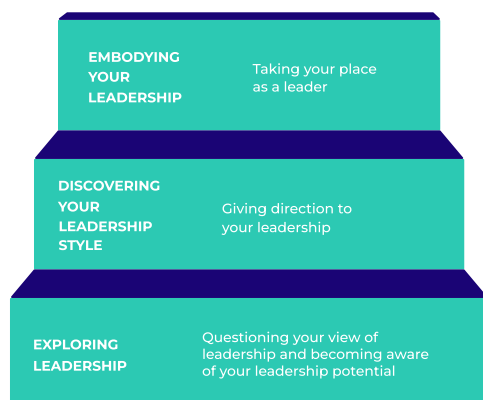 EMBODYING
YOUR
LEADERSHIP
Taking your place
as a leader
DISCOVERING
YOUR
LEADERSHIP
STYLE
Giving direction to
your leadership
EXPLORING
LEADERSHIP
Questioning your view of
leadership and becoming aware
of your leadership potential